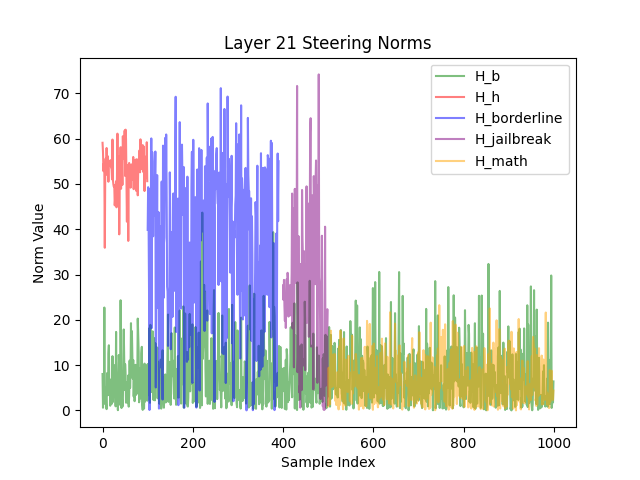 Layer 21 Steering Norms
H_b
H_h
H_borderline
H_jailbreak
H_math
Norm Value
70
60
50
40
30
20
10
0
0 200 400 600 800 1000
Sample Index